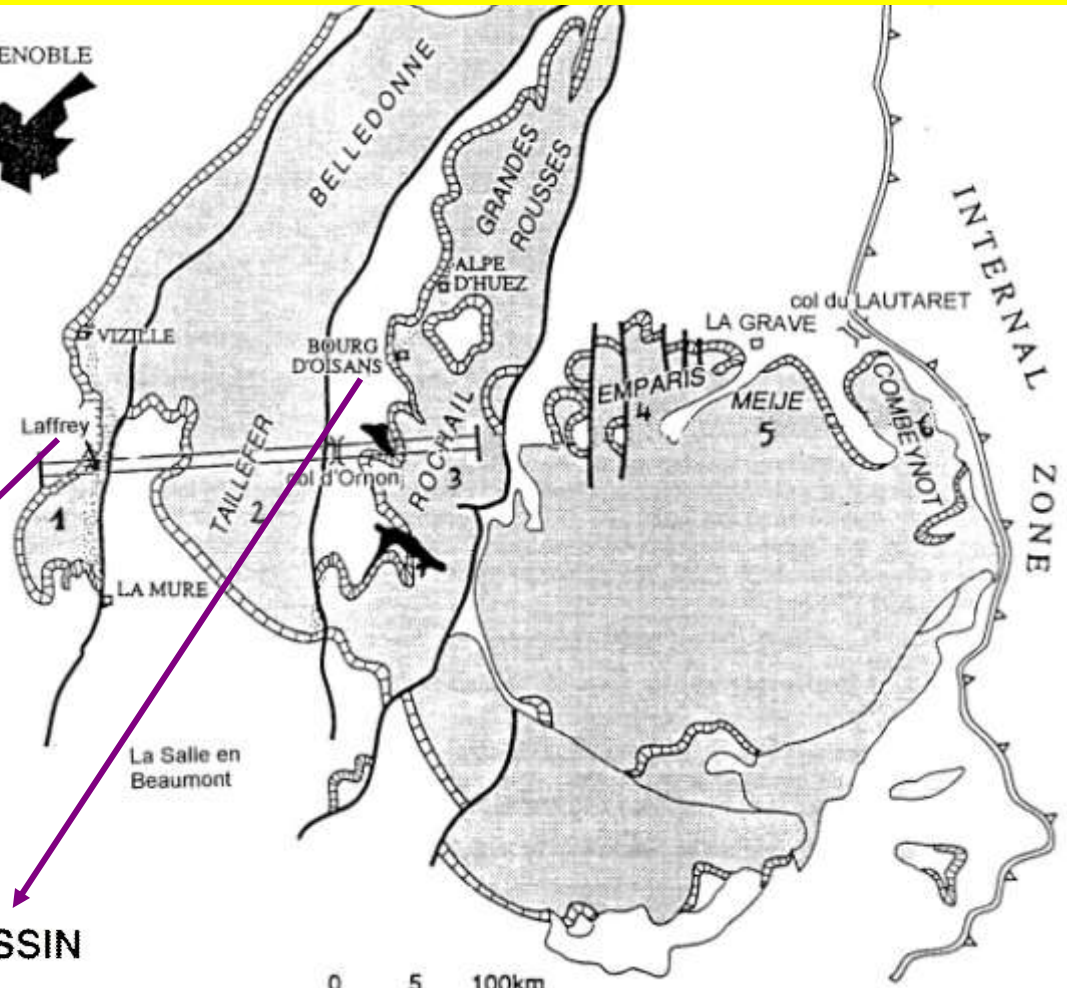 ENOBLE
BELLEDONNE
GRANDES
ROUSSES
ALPE
D'HUEZ
INTERNAL
ZONE
col du LAUTARET
LA GRAVE
VIZILLE
BOURG
D'OISANS
EMPARIS
4
MEIJE
5
COMBEYNOT
Laffrey
TAILLEFER
2
col d'Ornon
ROCHAIL
3
1
LA MURE
La Salle en
Beaumont
SSIN
0 5 100km